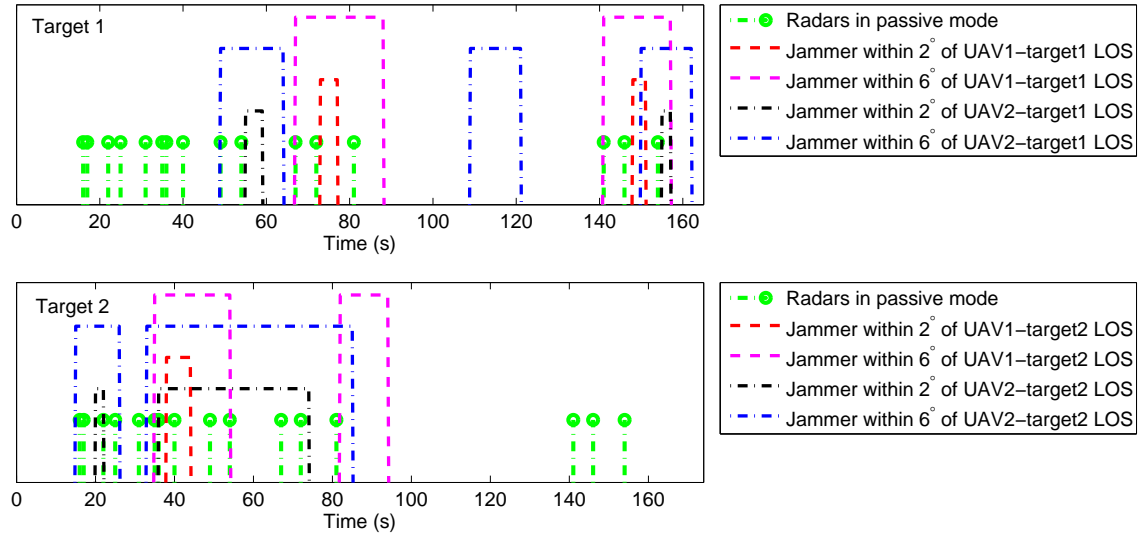 Target 1
0 20 40 60 80 100 120 140 160
Time (s)
Radars in passive mode
Jammer within 2° of UAV1−target1 LOS
Jammer within 6° of UAV1−target1 LOS
Jammer within 2° of UAV2−target1 LOS
Jammer within 6° of UAV2−target1 LOS
Target 2
0 20 40 60 80 100 120 140 160
Time (s)
Radars in passive mode
Jammer within 2° of UAV1−target2 LOS
Jammer within 6° of UAV1−target2 LOS
Jammer within 2° of UAV2−target2 LOS
Jammer within 6° of UAV2−target2 LOS